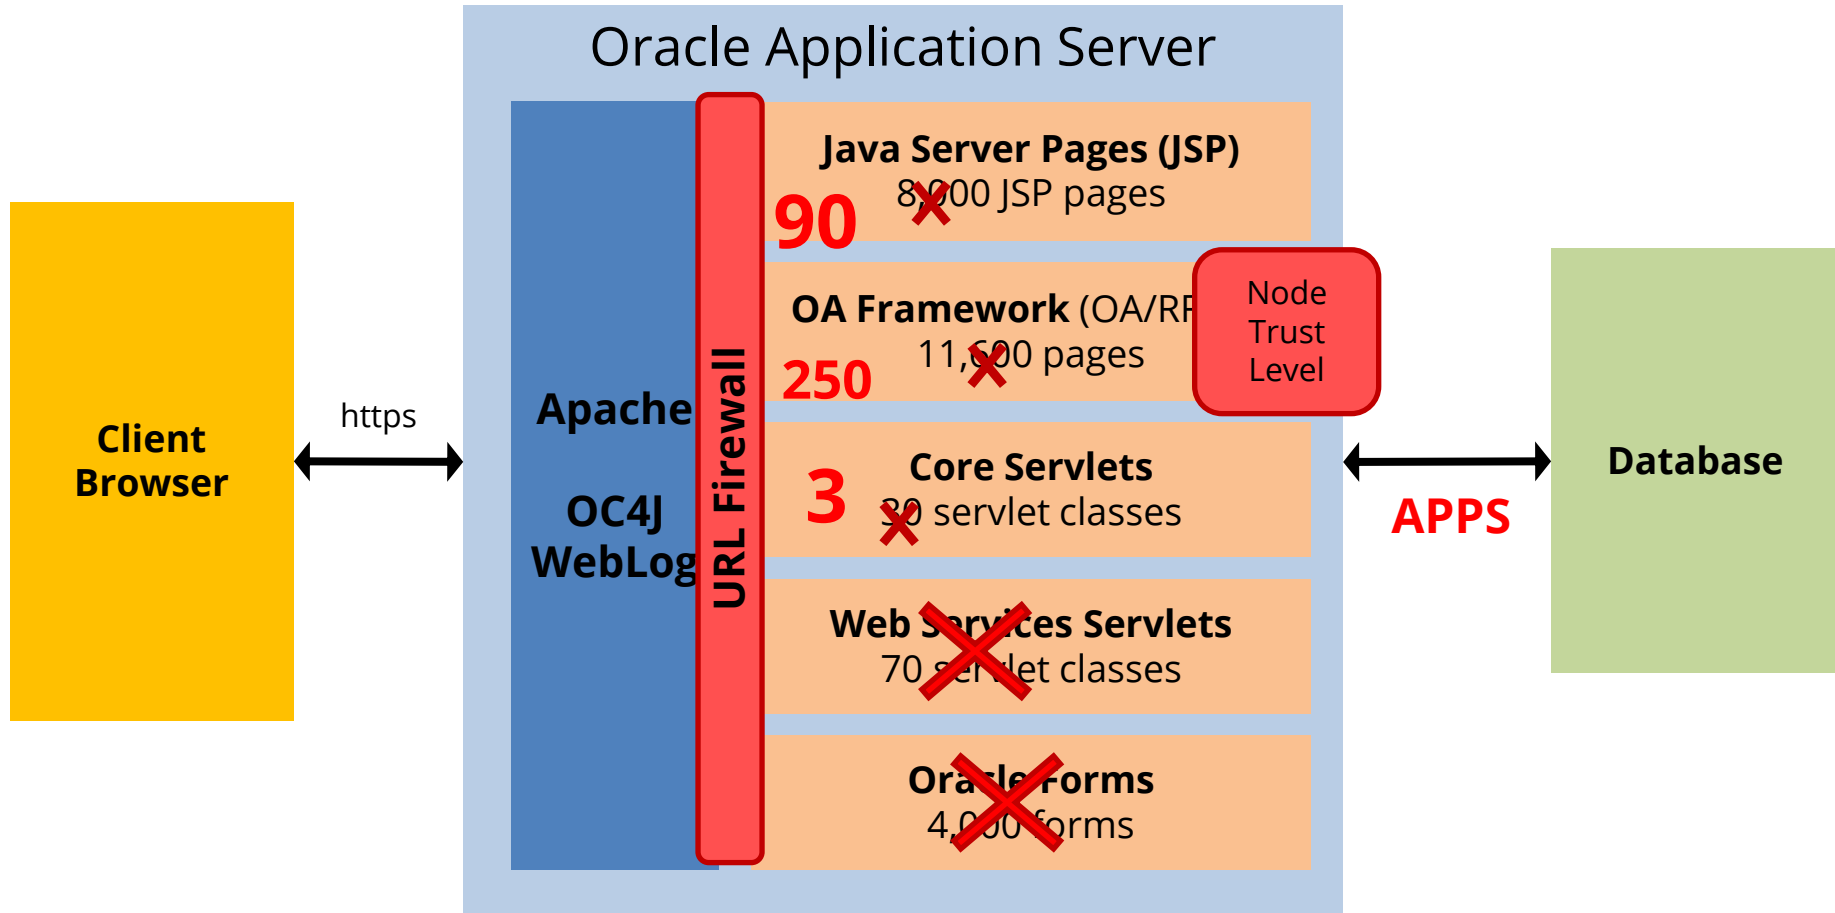 Oracle Application Server
Client
Browser
https
Apache
OC4J
WebLog
URL Firewall
Java Server Pages (JSP)
8,000 JSP pages
90
OA Framework (OA/RF
11,600 pages
250
Node
Trust
Level
Core Servlets
30 servlet classes
3
Web Services Servlets
70 servlet classes
Oracle Forms
4,000 forms
APPS
Database